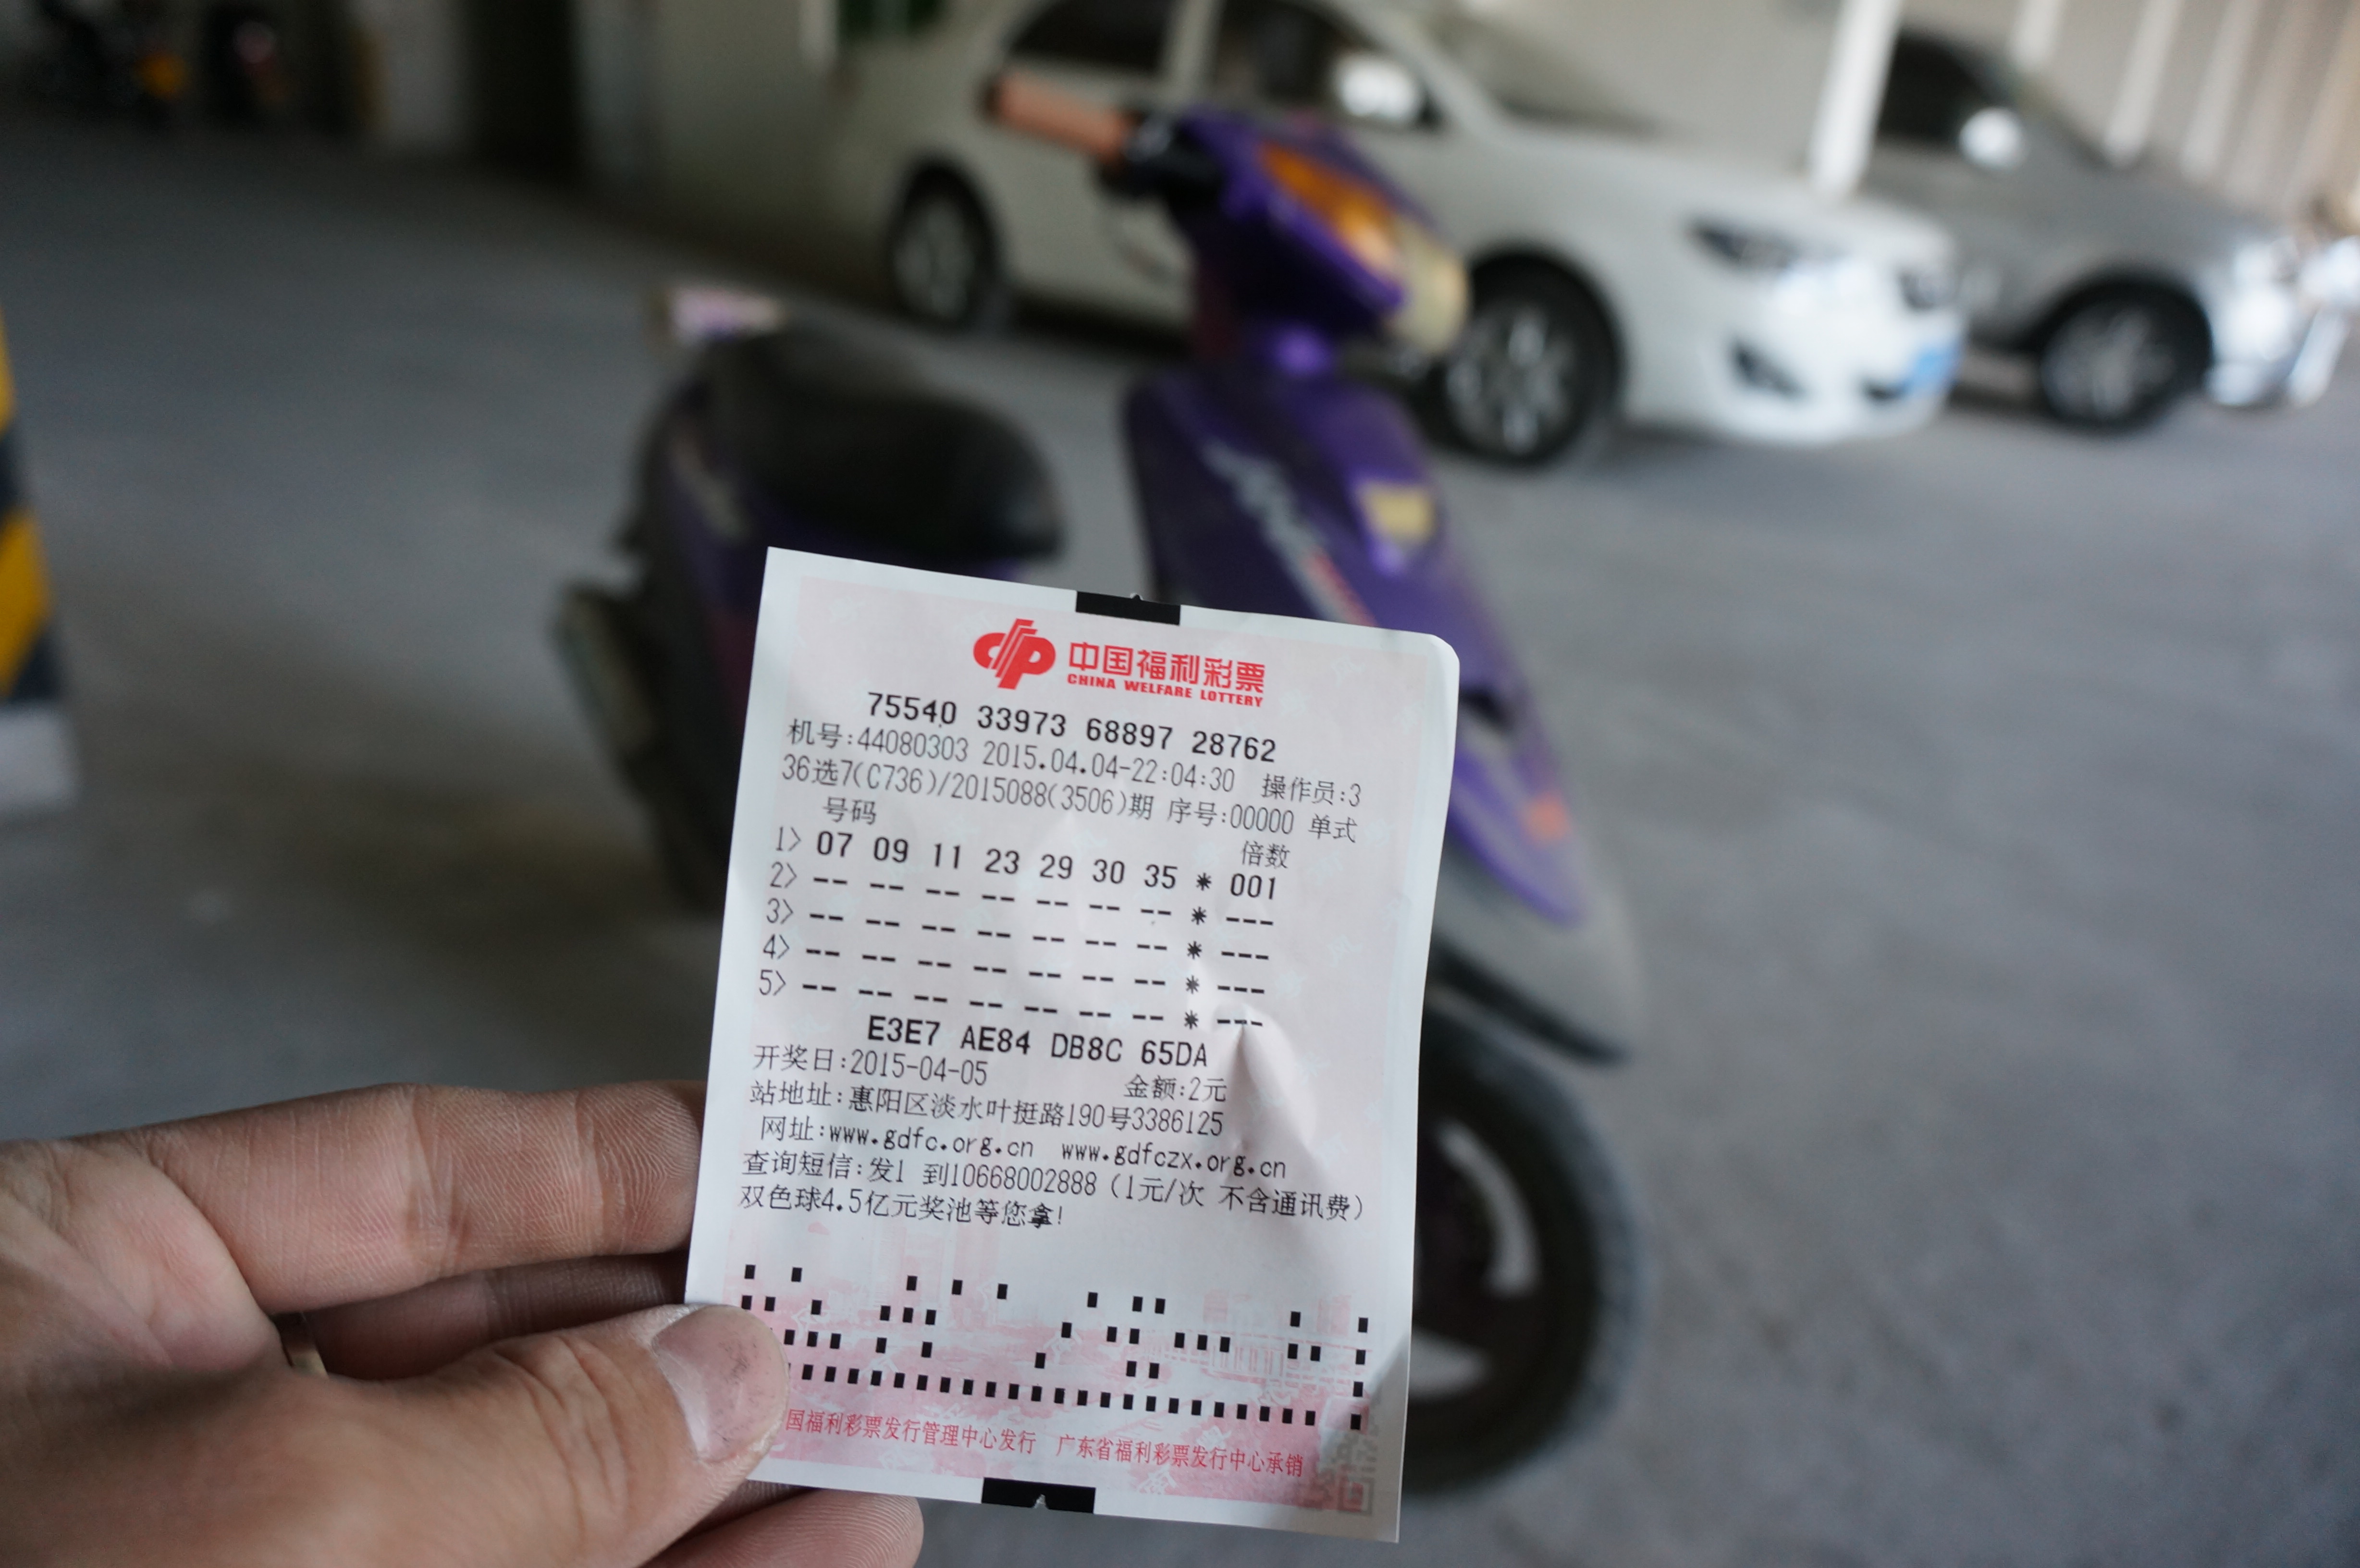 中国福利彩票
CHINA WELFARE LOTTERY
75540 33973 68897 28762
机号:44080303 2015.04.04-22:04:30 操作员:3
36选7(C736)/2015088(3506)期 序号:00000 单式
号码 倍数
1> 07 09 11 23 29 30 35 * 001
2> -- -- -- -- -- -- -- * ---
3> -- -- -- -- -- -- -- * ---
4> -- -- -- -- -- -- -- * ---
5> -- -- -- -- -- -- -- * ---
E3E7 AE84 DB8C 65DA
开奖日:2015-04-05 金额:2元
站地址:惠阳区淡水叶挺路190号3386125
网址:www.gdfc.org.cn www.gdfczx.org.cn
查询短信:发1 到10668002888(1元/次 不含通讯费)
双色球4.5亿元奖池等您拿!
国福利彩票发行管理中心发行 广东省福利彩票发行中心承销